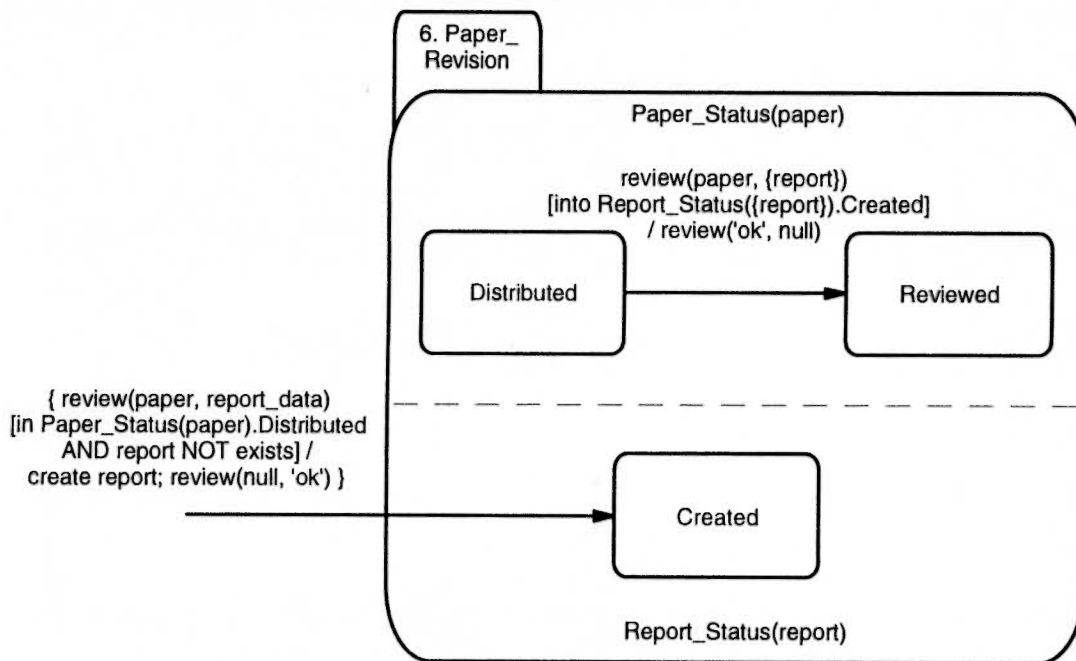 6. Paper_
Revision
Paper_Status(paper)
review(paper, {report})
[into Report_Status({report}).Created]
/ review('ok', null)
Distributed
Reviewed
{ review(paper, report_data)
[in Paper_Status(paper).Distributed
AND report NOT exists] /
create report; review(null, 'ok') }
Created
Report_Status(report)